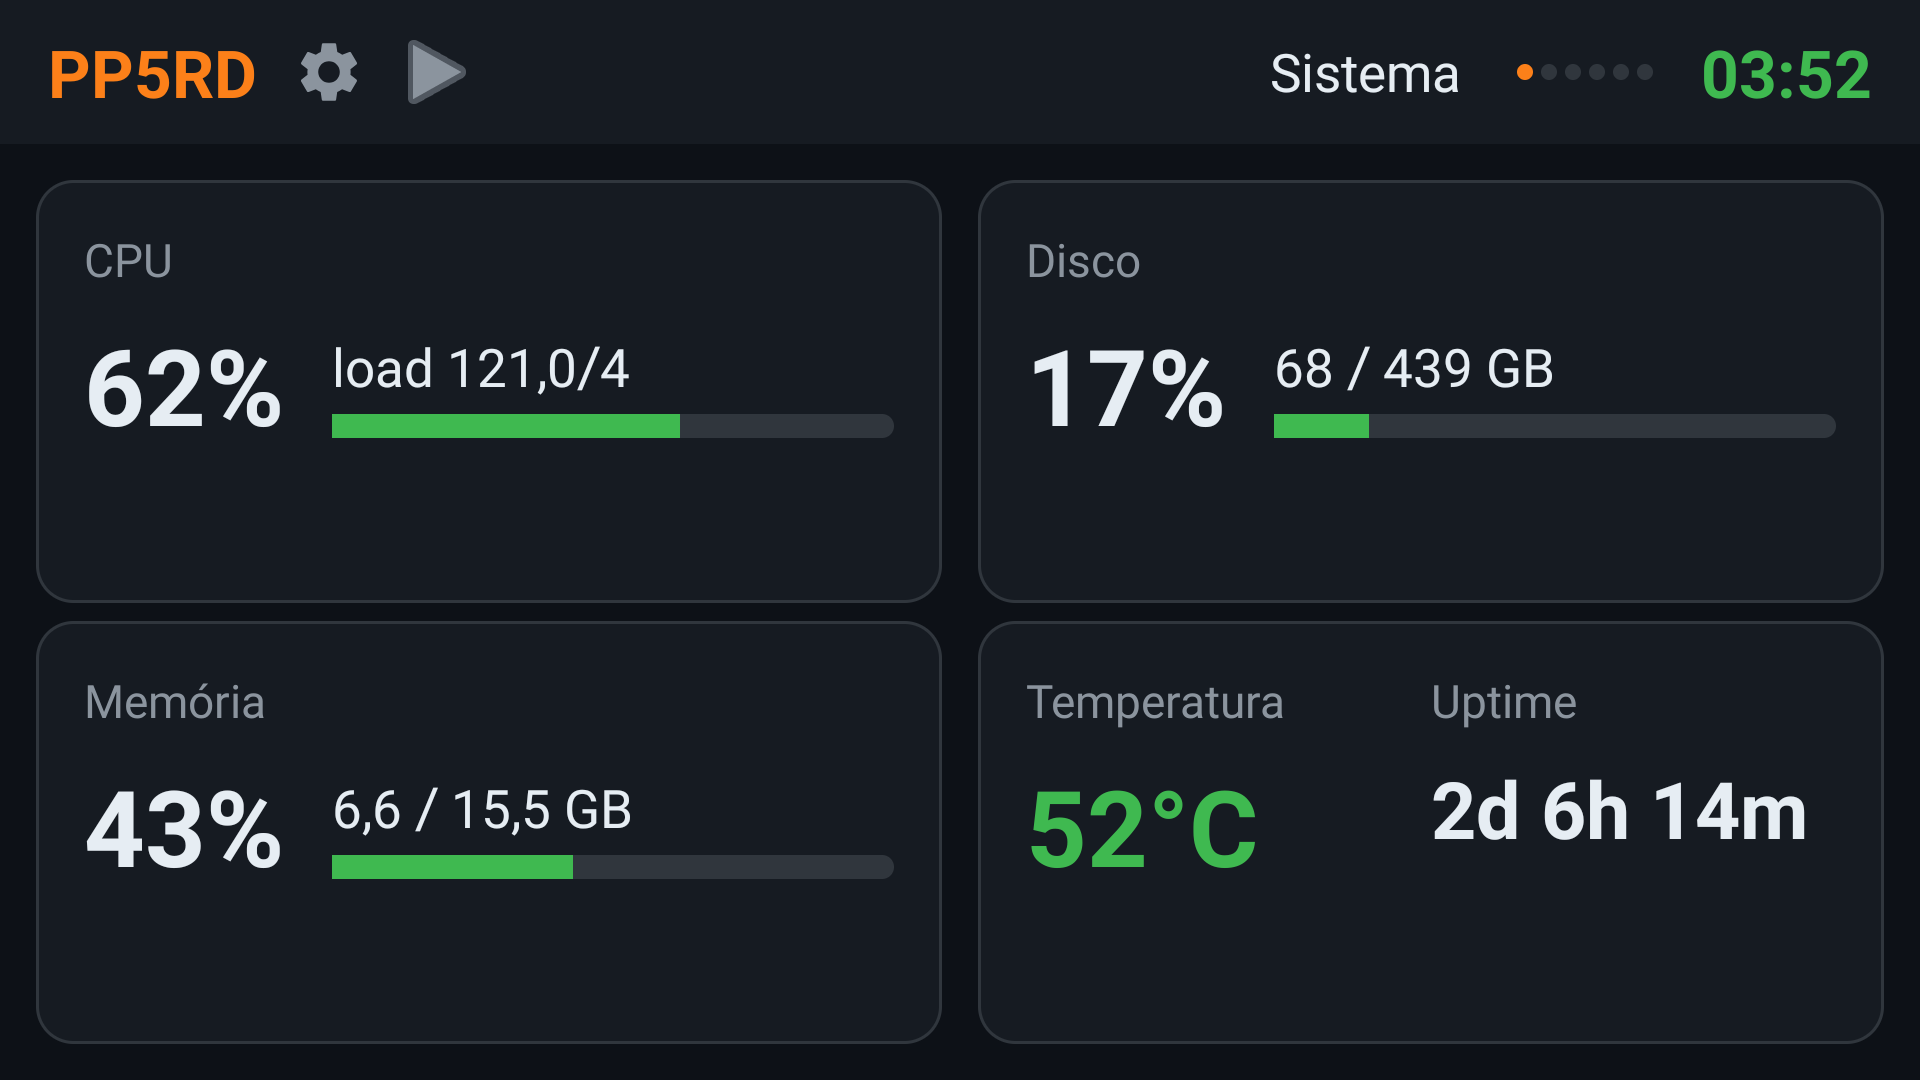 PP5RD
Sistema
03:52
CPU
62%
load 121,0/4
Disco
17%
68 / 439 GB
Memória
43%
6,6 / 15,5 GB
Temperatura
52°C
Uptime
2d 6h 14m